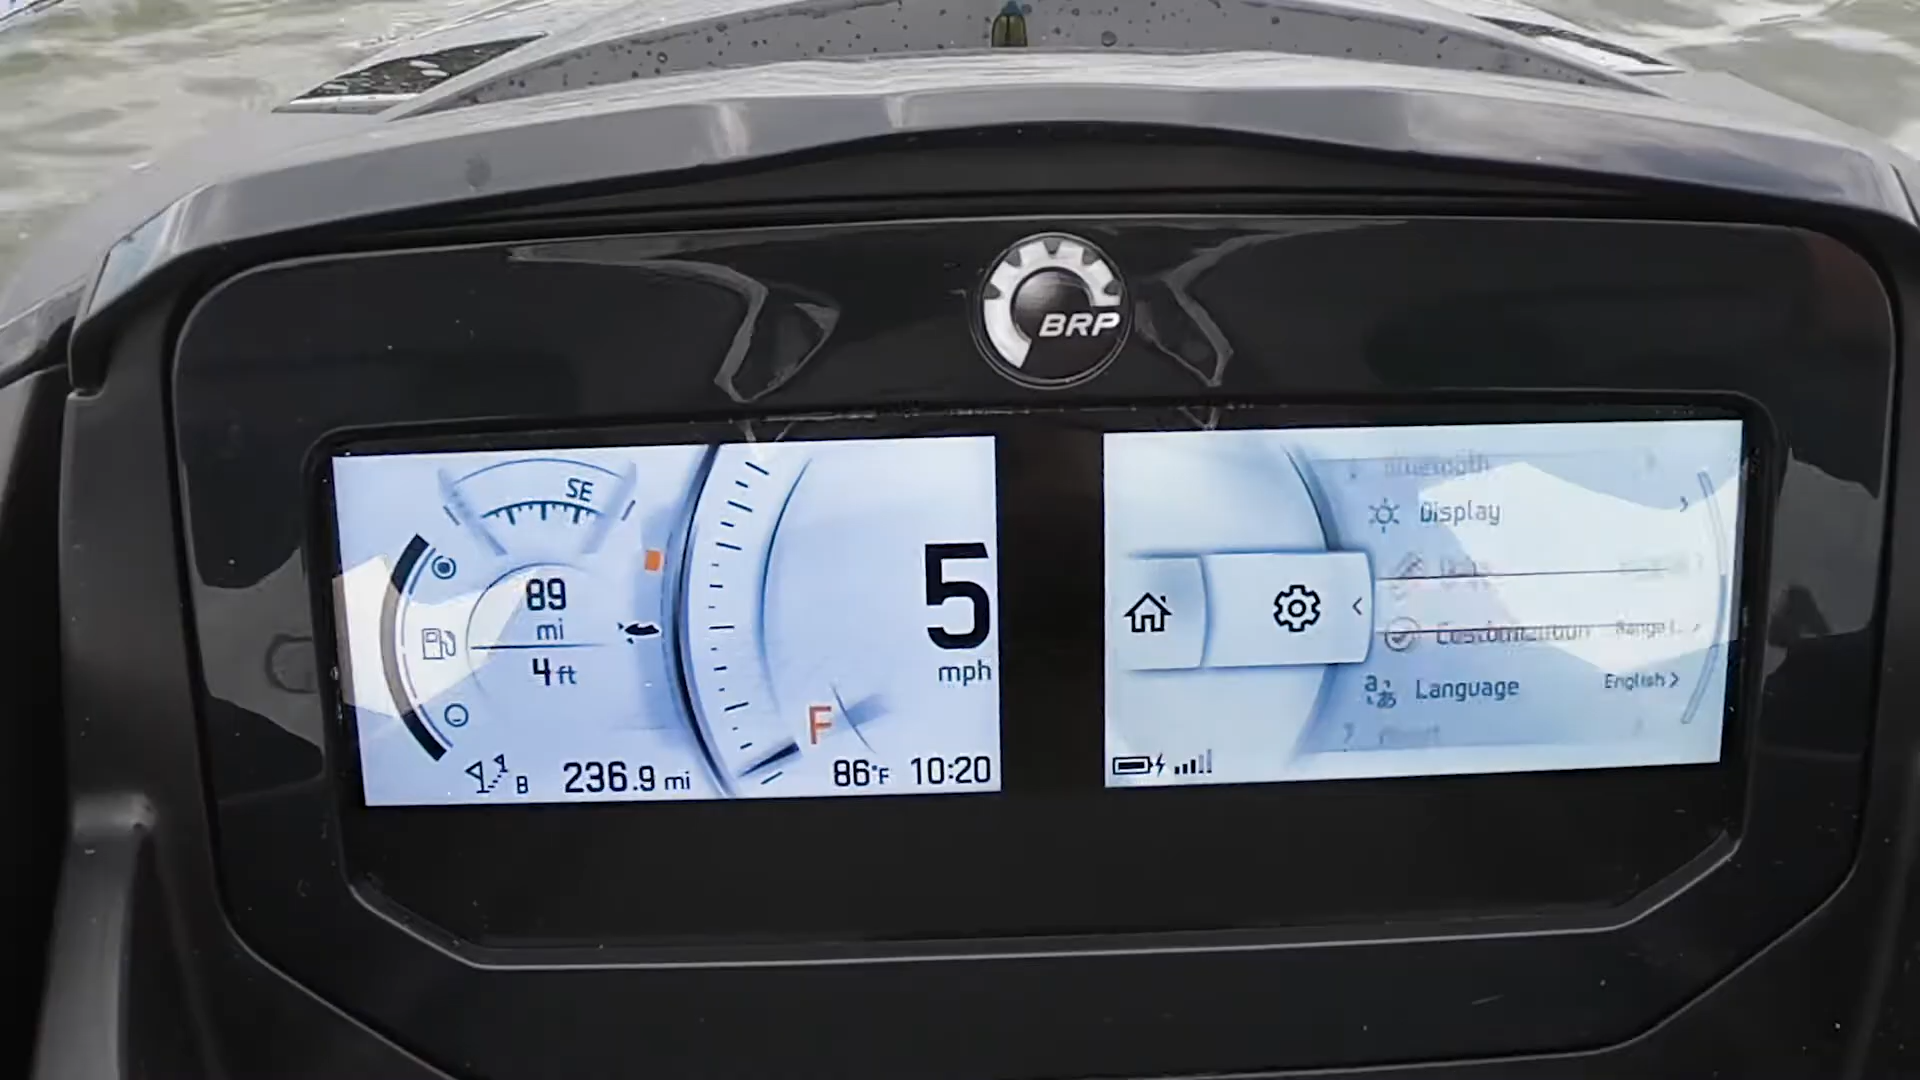 BRP
SE
89
mi
4 ft
5
mph
F
B 236.9 mi
86°F 10:20
Bluetooth
Display
Customization
Language English